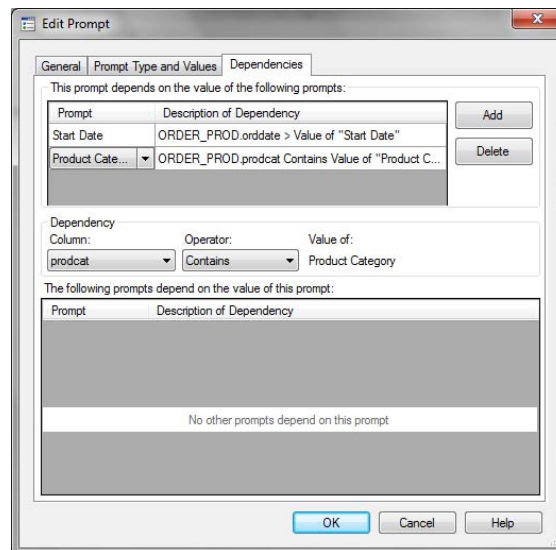 Edit Prompt
General Prompt Type and Values Dependencies
This prompt depends on the value of the following prompts:
Prompt Description of Dependency
Start Date ORDER_PROD.orddate > Value of "Start Date"
Product Cate... ORDER_PROD.prodcat Contains Value of "Product C...
Add
Delete
Dependency
Column: Operator: Value of:
prodcat Contains Product Category
The following prompts depend on the value of this prompt:
Prompt Description of Dependency
No other prompts depend on this prompt
OK Cancel Help